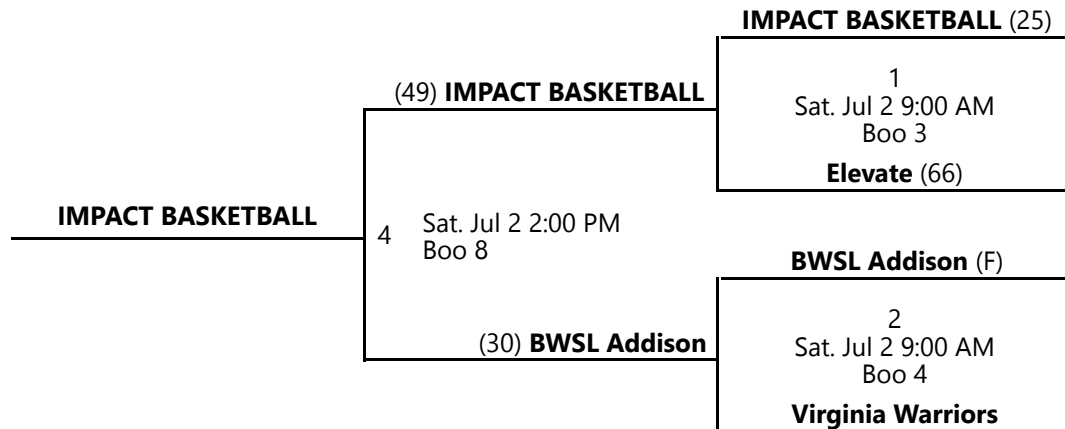 IMPACT BASKETBALL (25)
1
Sat. Jul 2 9:00 AM
Boo 3
Elevate (66)
(49) IMPACT BASKETBALL
IMPACT BASKETBALL
4 Sat. Jul 2 2:00 PM
Boo 8
(30) BWSL Addison
BWSL Addison (F)
2
Sat. Jul 2 9:00 AM
Boo 4
Virginia Warriors